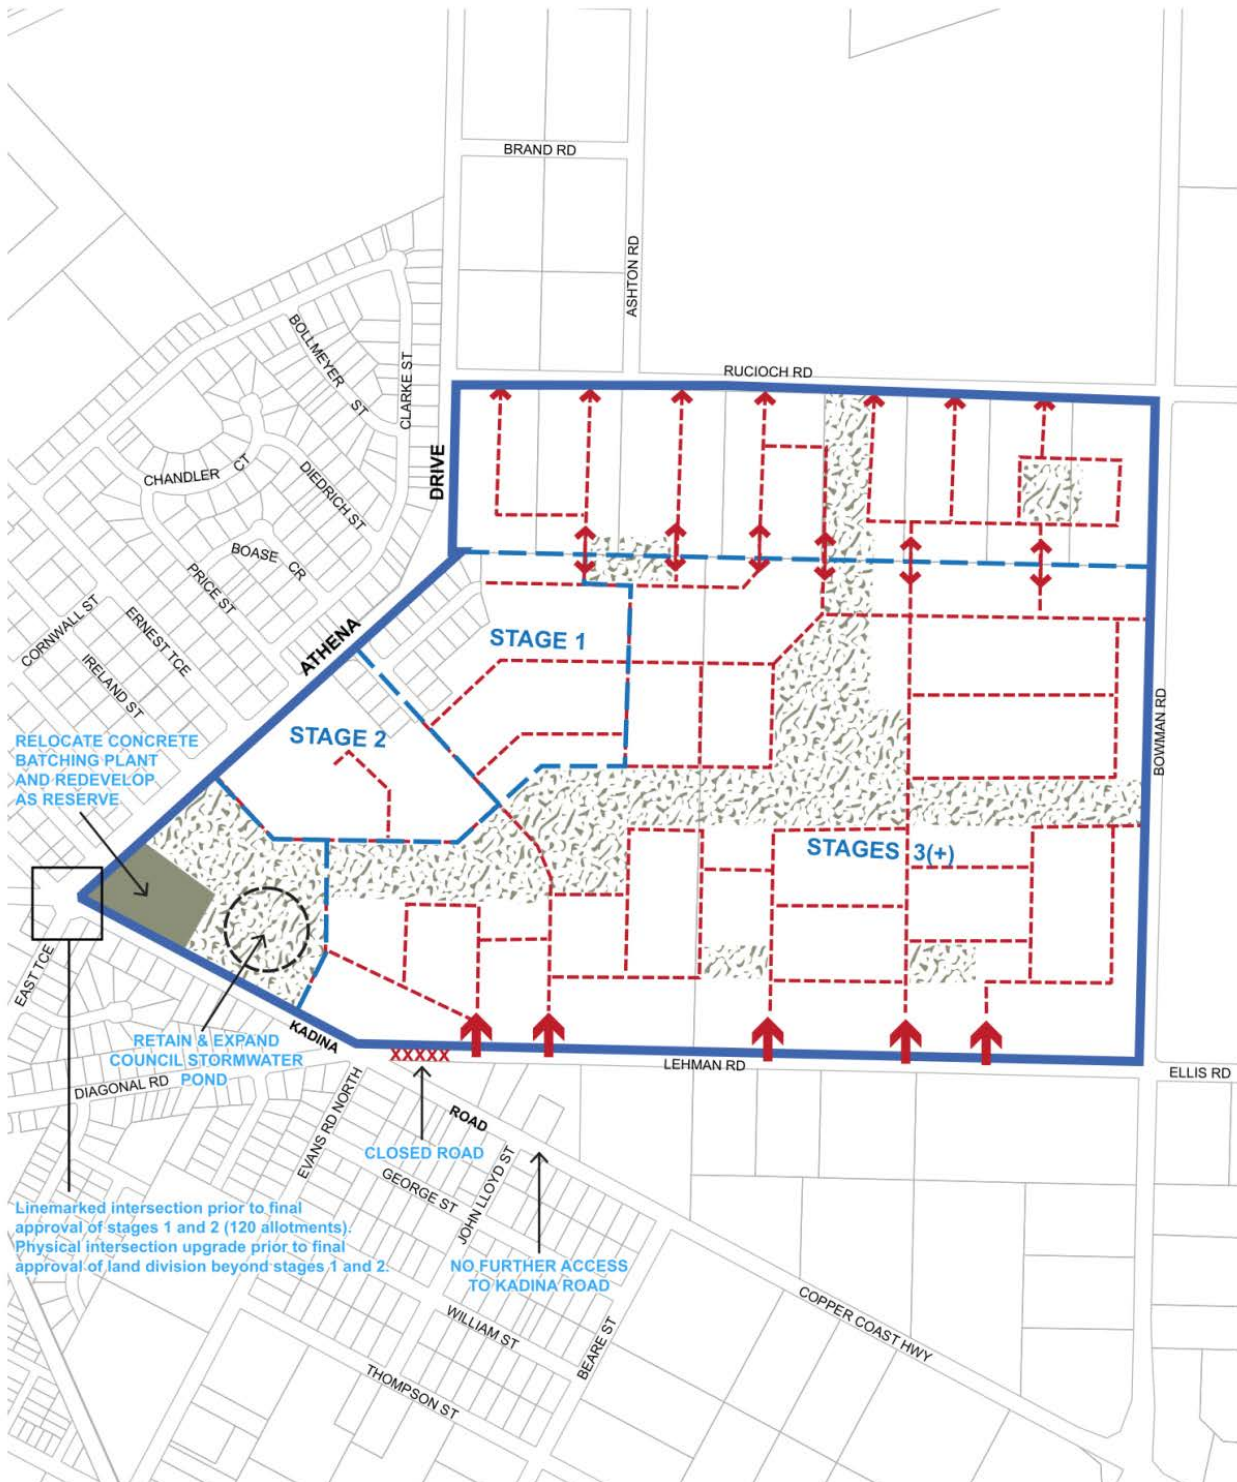 BRAND RD
ASHTON RD
BOLLMEYER ST
CLARKE ST
RUCIOCH RD
DRIVE
CHANDLER CT
DIEDRICH ST
BOASE CR
PRICE ST
CORNWALL ST
ERNEST TCE
IRELAND ST
ATHENA
STAGE 1
STAGE 2
BOWMAN RD
RELOCATE CONCRETE
BATCHING PLANT
AND REDEVELOP
AS RESERVE
STAGES 3(+)
EAST TCE
KADINA
RETAIN & EXPAND
COUNCIL STORMWATER
POND
XXXXX
LEHMAN RD
ELLIS RD
DIAGONAL RD
EVANS RD NORTH
ROAD
CLOSED ROAD
GEORGE ST
JOHN LLOYD ST
Linemarked intersection prior to final
approval of stages 1 and 2 (120 allotments).
Physical intersection upgrade prior to final
approval of land division beyond stages 1 and 2.
NO FURTHER ACCESS
TO KADINA ROAD
COPPER COAST HWY
WILLIAM ST
BEARE ST
THOMPSON ST